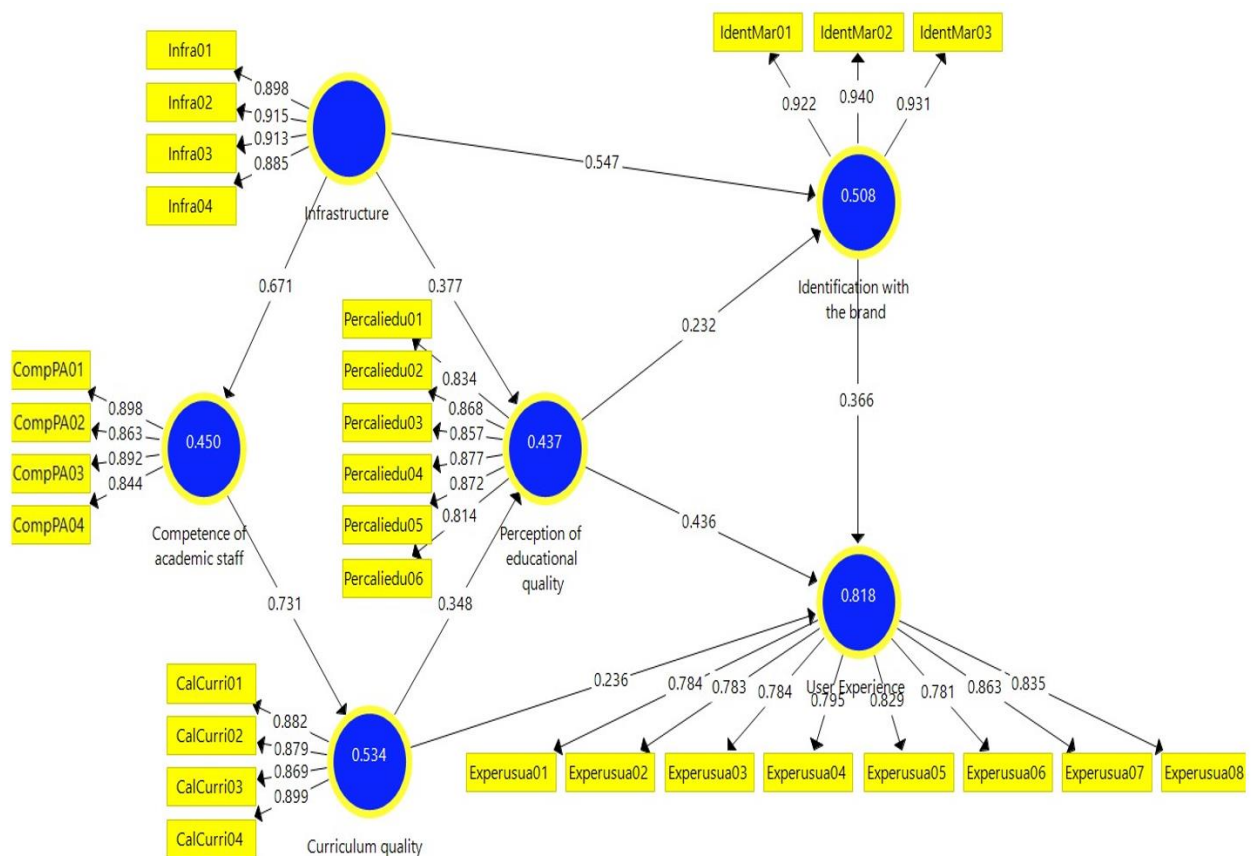 IdentMar01
IdentMar02
IdentMar03
Infra01
Infra02
Infra03
Infra04
0.898
0.915
0.913
0.885
0.922
0.940
0.931
0.547
0.508
Infrastructure
Identification with
the brand
0.671
0.377
0.232
0.366
Percaliedu01
Percaliedu02
Percaliedu03
Percaliedu04
Percaliedu05
Percaliedu06
0.834
0.868
0.857
0.877
0.872
0.814
0.437
Perception of
educational
quality
CompPA01
CompPA02
CompPA03
CompPA04
0.898
0.863
0.892
0.844
0.450
Competence of
academic staff
0.436
0.731
0.348
0.818
User Experience
0.236
0.784
0.783
0.784
0.795
0.829
0.781
0.863
0.835
CalCurri01
CalCurri02
CalCurri03
CalCurri04
0.882
0.879
0.869
0.899
0.534
Curriculum quality
Experusua01
Experusua02
Experusua03
Experusua04
Experusua05
Experusua06
Experusua07
Experusua08